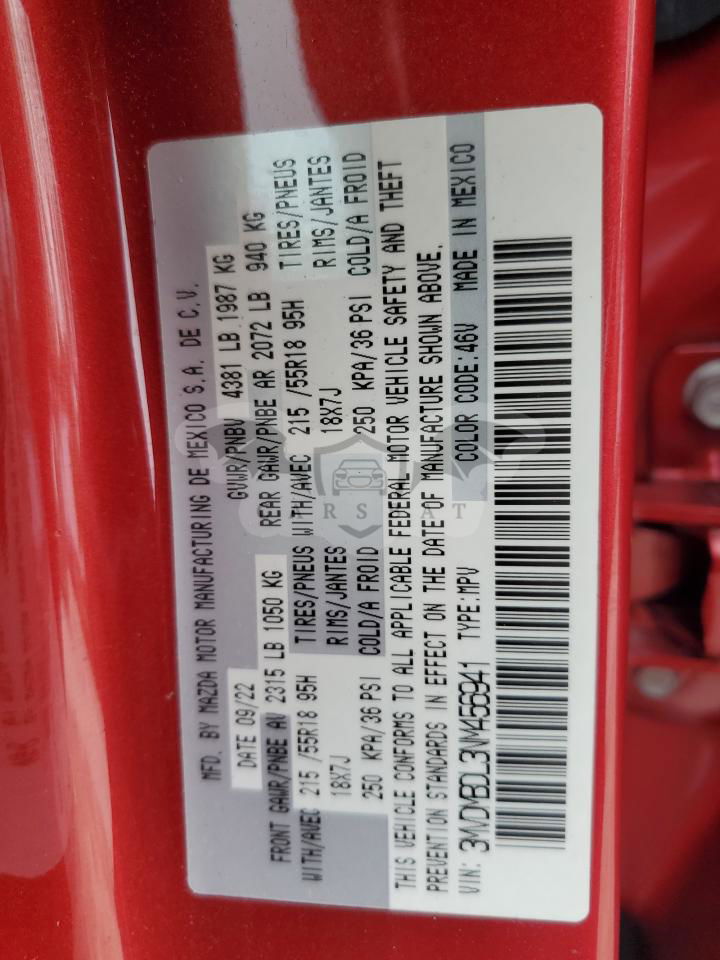 MFD. BY MAZDA MOTOR MANUFACTURING DE MEXICO S.A. DE C.V.
DATE 09/22 GVWR/PNBV 4381 LB 1987 KG
FRONT GAWR/PNBE AV 2315 LB 1050 KG REAR GAWR/PNBE AR 2072 LB 940 KG
WITH/AVEC 215 /55R18 95H TIRES/PNEUS WITH/AVEC 215 /55R18 95H TIRES/PNEUS
18X7J RIMS/JANTES 18X7J RIMS/JANTES
250 KPA/36 PSI COLD/A FROID 250 KPA/36 PSI COLD/A FROID
THIS VEHICLE CONFORMS TO ALL APPLICABLE FEDERAL MOTOR VEHICLE SAFETY AND THEFT
PREVENTION STANDARDS IN EFFECT ON THE DATE OF MANUFACTURE SHOWN ABOVE.
VIN: 3MVDMBDL3NM456941 TYPE:MPV COLOR CODE:46V MADE IN MEXICO